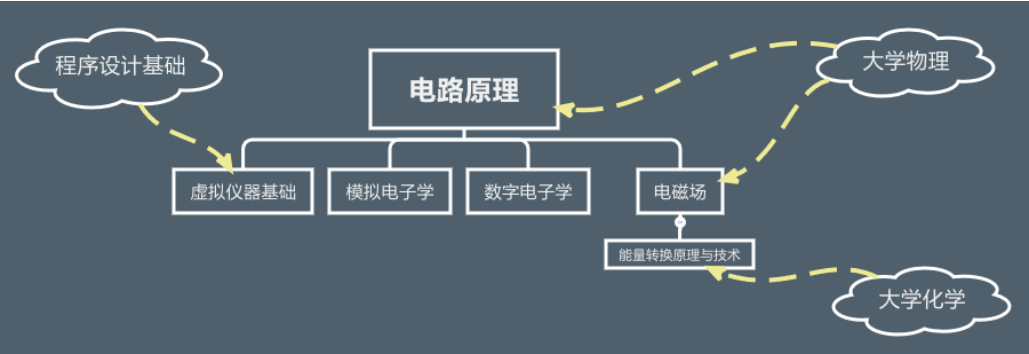 程序设计基础
大学物理
电路原理
虚拟仪器基础
模拟电子学
数字电子学
电磁场
能量转换原理与技术
大学化学